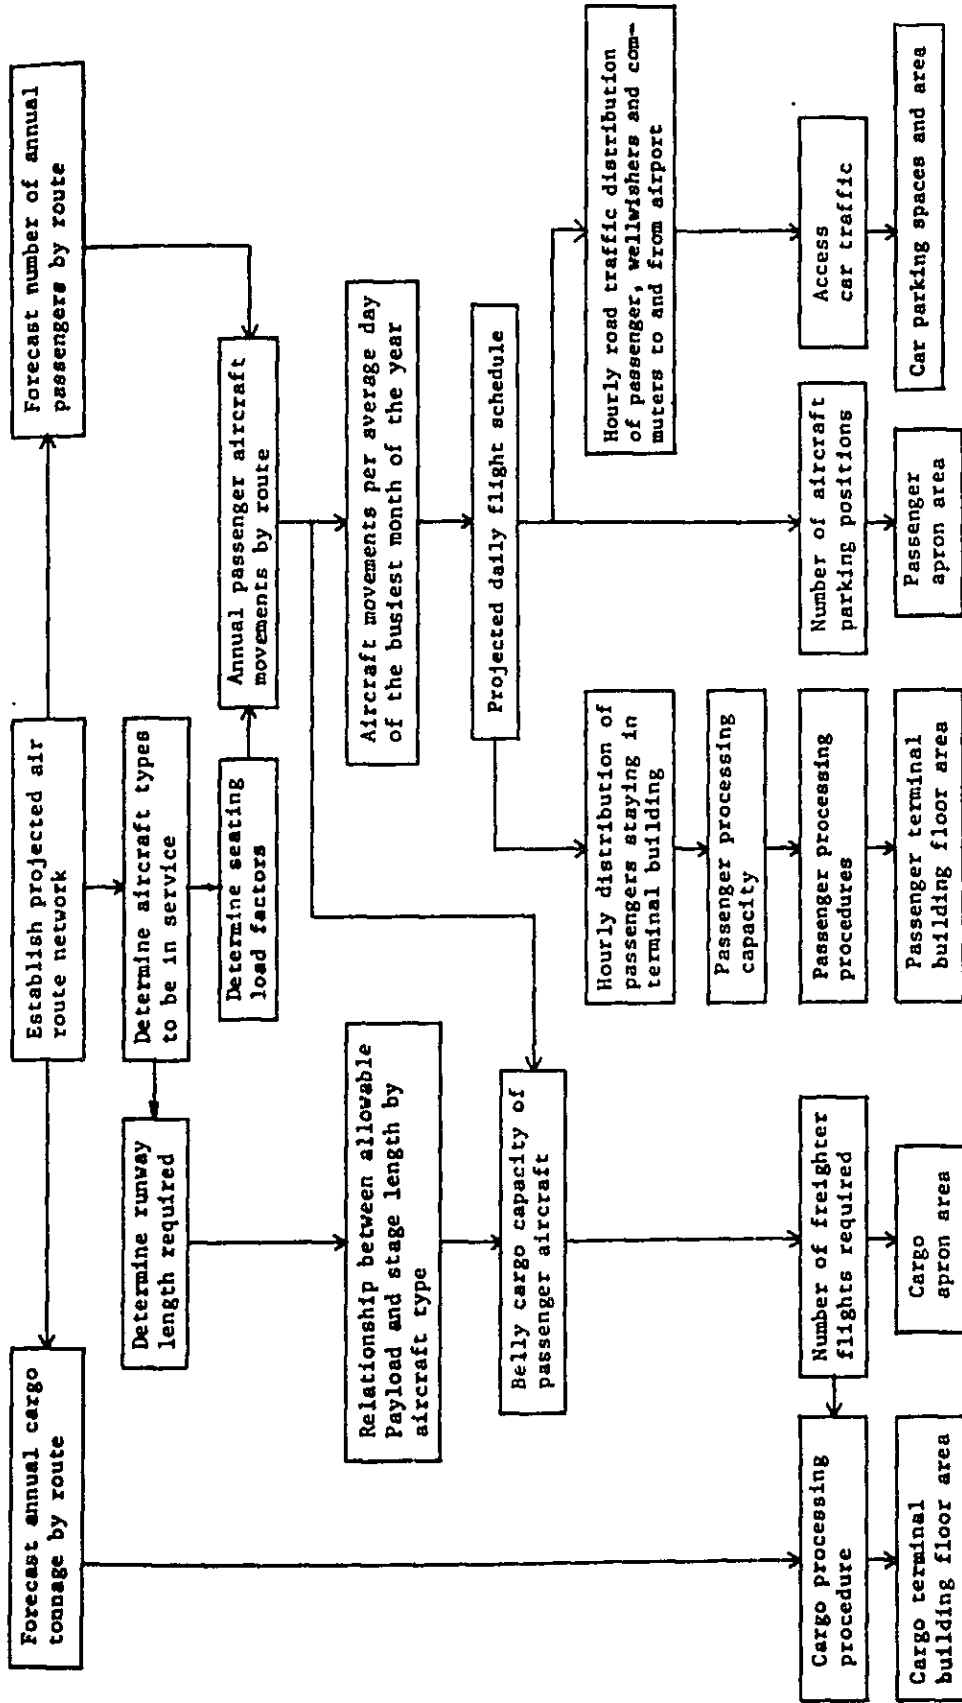 Forecast annual cargo
tonnage by route
Establish projected air
route network
Forecast number of annual
passengers by route
Determine runway
length required
Determine aircraft types
to be in service
Determine seating
load factors
Annual passenger aircraft
movements by route
Relationship between allowable
Payload and stage length by
aircraft type
Aircraft movements per average day
of the busiest month of the year
Belly cargo capacity of
passenger aircraft
Projected daily flight schedule
Hourly distribution of
passengers staying in
terminal building
Hourly road traffic distribution
of passenger, wellwishers and com-
muters to and from airport
Passenger processing
capacity
Cargo processing
procedure
Number of freighter
flights required
Passenger processing
procedures
Number of aircraft
parking positions
Access
car traffic
Cargo terminal
building floor area
Cargo
apron area
Passenger terminal
building floor area
Passenger
apron area
Car parking spaces and area